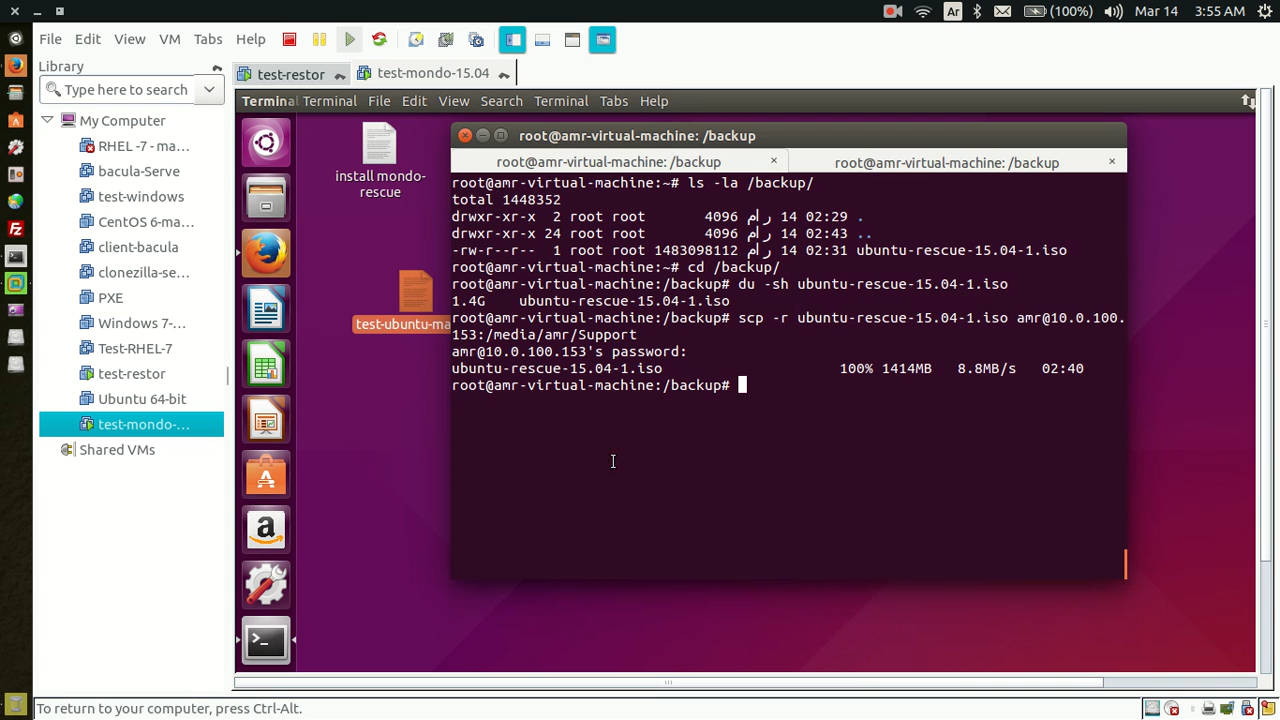 Ar
(100%)
Mar 14
3:55 AM
File Edit View VM Tabs Help
Library
Type here to search
My Computer
RHEL -7 - ma...
bacula-Serve
test-windows
CentOS 6-ma...
client-bacula
clonezilla-se...
PXE
Windows 7-...
Test-RHEL-7
test-restor
Ubuntu 64-bit
test-mondo-...
Shared VMs
test-restor
test-mondo-15.04
Terminal Terminal File Edit View Search Terminal Tabs Help
install mondo-
rescue
test-ubuntu-ma
root@amr-virtual-machine: /backup
root@amr-virtual-machine: /backup × root@amr-virtual-machine: /backup ×
root@amr-virtual-machine:~# ls -la /backup/
total 1448352
drwxr-xr-x 2 root root 4096 رام 14 02:29 .
drwxr-xr-x 24 root root 4096 رام 14 02:43 ..
-rw-r--r-- 1 root root 1483098112 رام 14 02:31 ubuntu-rescue-15.04-1.iso
root@amr-virtual-machine:~# cd /backup/
root@amr-virtual-machine:/backup# du -sh ubuntu-rescue-15.04-1.iso
1.4G ubuntu-rescue-15.04-1.iso
root@amr-virtual-machine:/backup# scp -r ubuntu-rescue-15.04-1.iso amr@10.0.100.
153:/media/amr/Support
amr@10.0.100.153's password:
ubuntu-rescue-15.04-1.iso 100% 1414MB 8.8MB/s 02:40
root@amr-virtual-machine:/backup#
To return to your computer, press Ctrl-Alt.